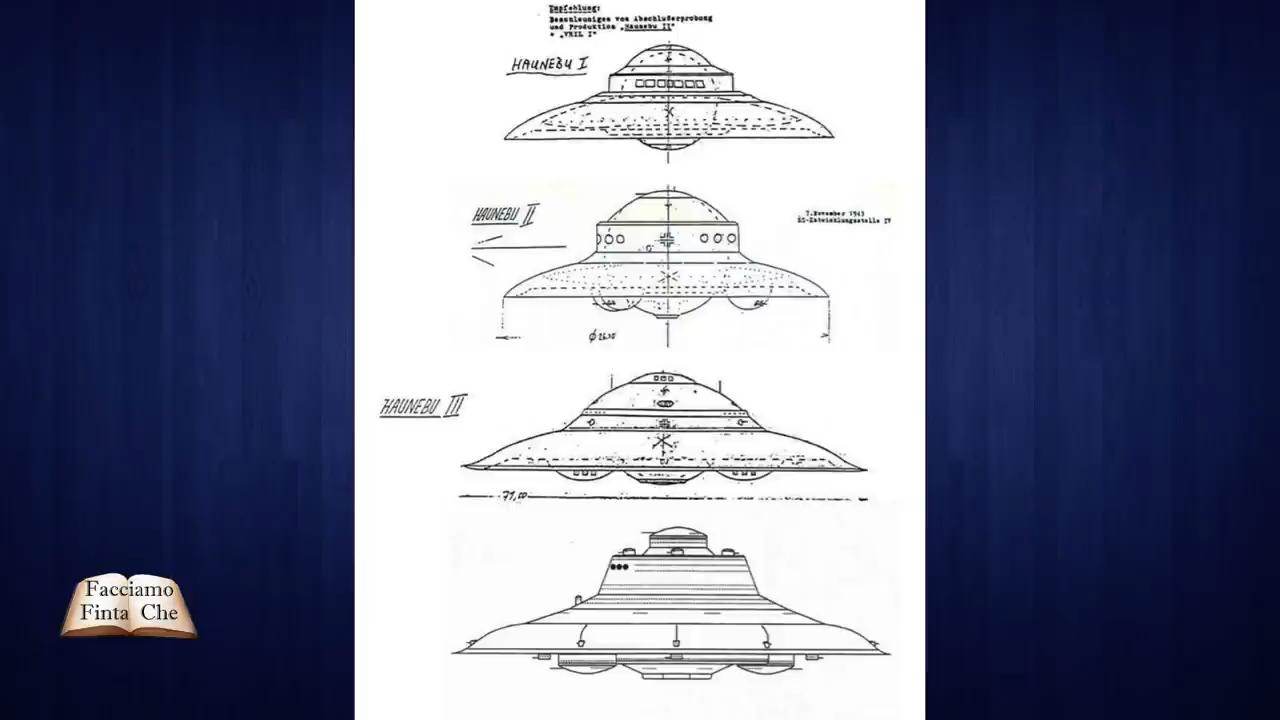 Empfehlung:
Beschleunigen von Abschlußerprobung
und Produktion „Haunebu II"
+ „VRIL I"
HAUNEBU I
HAUNEBU II
7.November 1943
SS-Entwicklungsstelle IV
HAUNEBU III
71,00
Facciamo
Finta Che